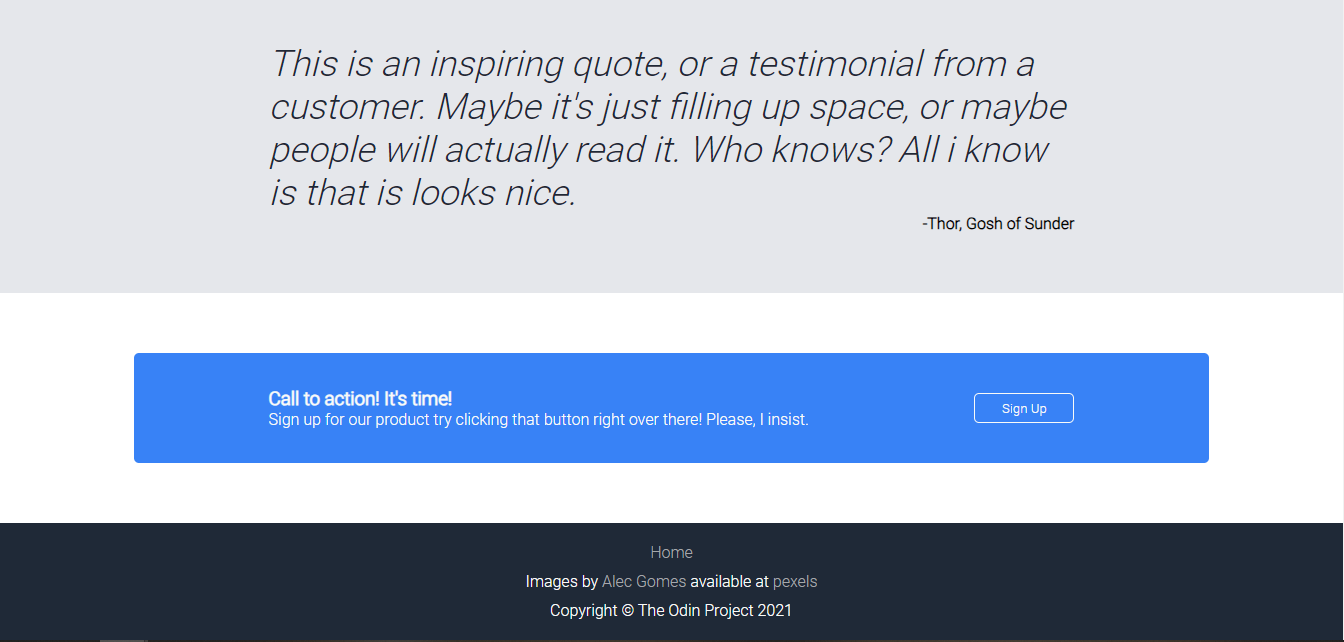 This is an inspiring quote, or a testimonial from a
customer. Maybe it's just filling up space, or maybe
people will actually read it. Who knows? All i know
is that is looks nice.
-Thor, Gosh of Sunder
Call to action! It's time!
Sign up for our product try clicking that button right over there! Please, I insist.
Sign Up
Home
Images by Alec Gomes available at pexels
Copyright © The Odin Project 2021